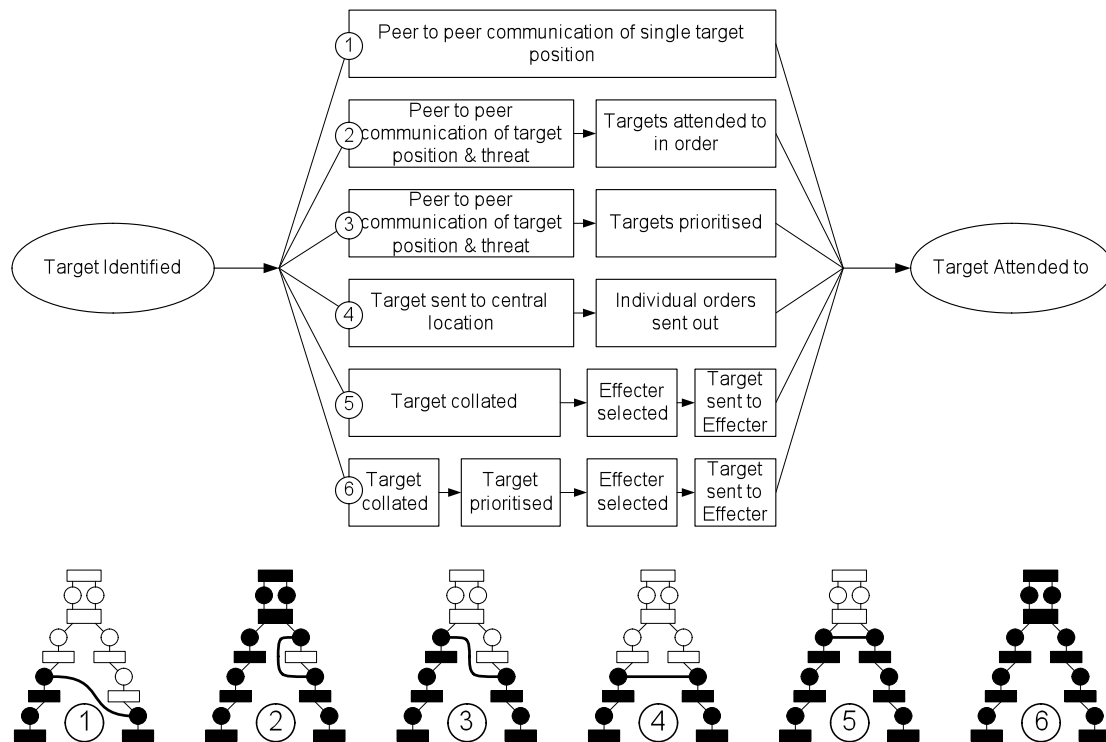 1
Peer to peer communication of single target
position
2
Peer to peer
communication of target
position & threat
Targets attended to
in order
3
Peer to peer
communication of target
position & threat
Targets prioritised
Target Identified
Target Attended to
4
Target sent to central
location
Individual orders
sent out
5
Target collated
Effecter
selected
Target
sent to
Effecter
6
Target
collated
Target
prioritised
Effecter
selected
Target
sent to
Effecter
1
2
3
4
5
6